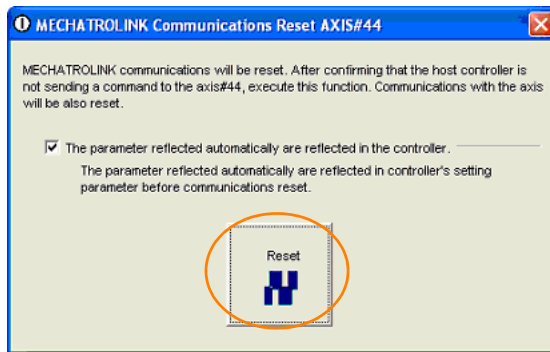 MECHATROLINK Communications Reset AXIS#44
MECHATROLINK communications will be reset. After confirming that the host controller is
not sending a command to the axis#44, execute this function. Communications with the axis
will be also reset.
The parameter reflected automatically are reflected in the controller.
The parameter reflected automatically are reflected in controller's setting
parameter before communications reset.
Reset